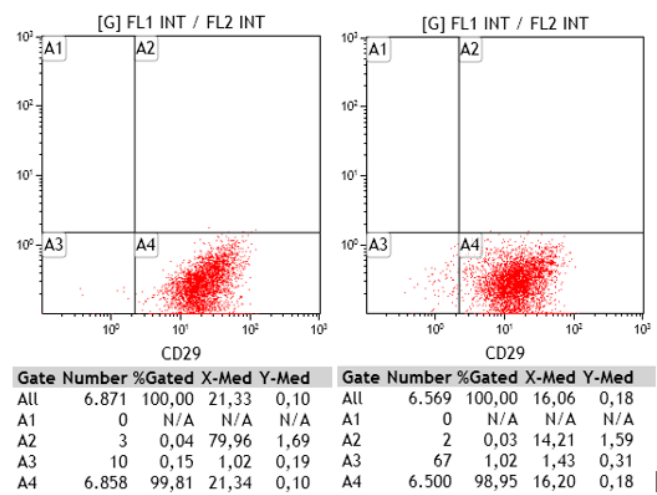 [G] FL1 INT / FL2 INT
10³
A1 A2
10²
10¹
A3 A4
10⁰
10⁰ 10¹ 10² 10³
CD29
Gate Number %Gated X-Med Y-Med
All 6.871 100,00 21,33 0,10
A1 0 N/A N/A N/A
A2 3 0,04 79,96 1,69
A3 10 0,15 1,02 0,19
A4 6.858 99,81 21,34 0,10
[G] FL1 INT / FL2 INT
10³
A1 A2
10²
10¹
A3 A4
10⁰
10⁰ 10¹ 10² 10³
CD29
Gate Number %Gated X-Med Y-Med
All 6.569 100,00 16,06 0,18
A1 0 N/A N/A N/A
A2 2 0,03 14,21 1,59
A3 67 1,02 1,43 0,31
A4 6.500 98,95 16,20 0,18